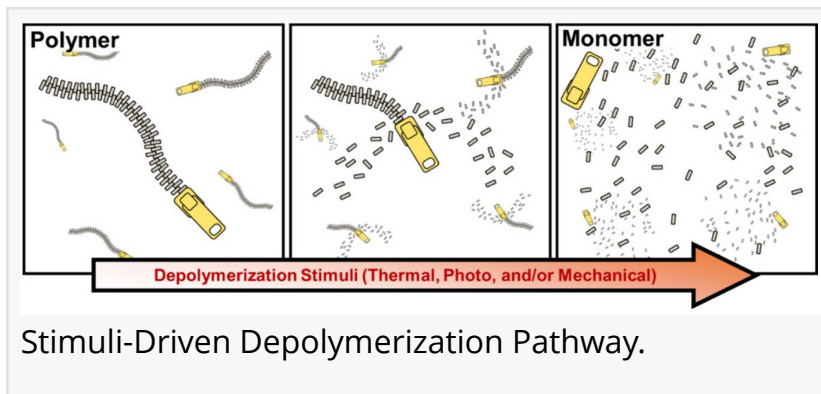 Polymer
Monomer
Depolymerization Stimuli (Thermal, Photo, and/or Mechanical)
Stimuli-Driven Depolymerization Pathway.